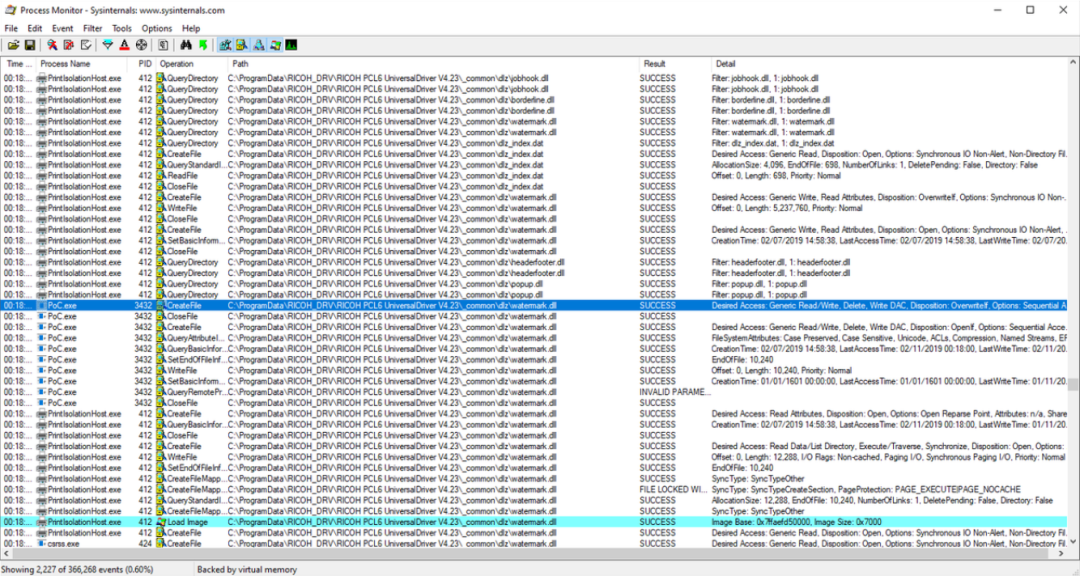 Process Monitor - Sysinternals: www.sysinternals.com
File Edit Event Filter Tools Options Help
Time ... Process Name PID Operation Path Result Detail
00:18:... PrintIsolationHost.exe 412 QueryDirectory C:\ProgramData\RICOH_DRV\RICOH PCL6 UniversalDriver V4.23\_common\dlz\jobhook.dll SUCCESS Filter: jobhook.dll, 1: jobhook.dll
00:18:... PrintIsolationHost.exe 412 QueryDirectory C:\ProgramData\RICOH_DRV\RICOH PCL6 UniversalDriver V4.23\_common\dlz\jobhook.dll SUCCESS Filter: jobhook.dll, 1: jobhook.dll
00:18:... PrintIsolationHost.exe 412 QueryDirectory C:\ProgramData\RICOH_DRV\RICOH PCL6 UniversalDriver V4.23\_common\dlz\borderline.dll SUCCESS Filter: borderline.dll, 1: borderline.dll
00:18:... PrintIsolationHost.exe 412 QueryDirectory C:\ProgramData\RICOH_DRV\RICOH PCL6 UniversalDriver V4.23\_common\dlz\borderline.dll SUCCESS Filter: borderline.dll, 1: borderline.dll
00:18:... PrintIsolationHost.exe 412 QueryDirectory C:\ProgramData\RICOH_DRV\RICOH PCL6 UniversalDriver V4.23\_common\dlz\watermark.dll SUCCESS Filter: watermark.dll, 1: watermark.dll
00:18:... PrintIsolationHost.exe 412 QueryDirectory C:\ProgramData\RICOH_DRV\RICOH PCL6 UniversalDriver V4.23\_common\dlz\watermark.dll SUCCESS Filter: watermark.dll, 1: watermark.dll
00:18:... PrintIsolationHost.exe 412 QueryDirectory C:\ProgramData\RICOH_DRV\RICOH PCL6 UniversalDriver V4.23\_common\dlz\dlz_index.dat SUCCESS Filter: dlz_index.dat, 1: dlz_index.dat
00:18:... PrintIsolationHost.exe 412 CreateFile C:\ProgramData\RICOH_DRV\RICOH PCL6 UniversalDriver V4.23\_common\dlz\dlz_index.dat SUCCESS Desired Access: Generic Read, Disposition: Open, Options: Synchronous IO Non-Alert, Non-Directory Fil
00:18:... PrintIsolationHost.exe 412 QueryStandardI... C:\ProgramData\RICOH_DRV\RICOH PCL6 UniversalDriver V4.23\_common\dlz\dlz_index.dat SUCCESS AllocationSize: 4,096, EndOfFile: 698, NumberOfLinks: 1, DeletePending: False, Directory: False
00:18:... PrintIsolationHost.exe 412 ReadFile C:\ProgramData\RICOH_DRV\RICOH PCL6 UniversalDriver V4.23\_common\dlz\dlz_index.dat SUCCESS Offset: 0, Length: 698, Priority: Normal
00:18:... PrintIsolationHost.exe 412 CloseFile C:\ProgramData\RICOH_DRV\RICOH PCL6 UniversalDriver V4.23\_common\dlz\dlz_index.dat SUCCESS
00:18:... PrintIsolationHost.exe 412 CreateFile C:\ProgramData\RICOH_DRV\RICOH PCL6 UniversalDriver V4.23\_common\dlz\watermark.dll SUCCESS Desired Access: Generic Write, Read Attributes, Disposition: OverwriteIf, Options: Synchronous IO Non-
00:18:... PrintIsolationHost.exe 412 WriteFile C:\ProgramData\RICOH_DRV\RICOH PCL6 UniversalDriver V4.23\_common\dlz\watermark.dll SUCCESS Offset: 0, Length: 5,237,760, Priority: Normal
00:18:... PrintIsolationHost.exe 412 CloseFile C:\ProgramData\RICOH_DRV\RICOH PCL6 UniversalDriver V4.23\_common\dlz\watermark.dll SUCCESS
00:18:... PrintIsolationHost.exe 412 CreateFile C:\ProgramData\RICOH_DRV\RICOH PCL6 UniversalDriver V4.23\_common\dlz\watermark.dll SUCCESS Desired Access: Generic Write, Read Attributes, Disposition: Open, Options: Synchronous IO Non-Alert,
00:18:... PrintIsolationHost.exe 412 SetBasicInform... C:\ProgramData\RICOH_DRV\RICOH PCL6 UniversalDriver V4.23\_common\dlz\watermark.dll SUCCESS CreationTime: 02/07/2019 14:58:38, LastAccessTime: 02/07/2019 14:58:38, LastWriteTime: 02/07/20
00:18:... PrintIsolationHost.exe 412 CloseFile C:\ProgramData\RICOH_DRV\RICOH PCL6 UniversalDriver V4.23\_common\dlz\watermark.dll SUCCESS
00:18:... PrintIsolationHost.exe 412 QueryDirectory C:\ProgramData\RICOH_DRV\RICOH PCL6 UniversalDriver V4.23\_common\dlz\headerfooter.dll SUCCESS Filter: headerfooter.dll, 1: headerfooter.dll
00:18:... PrintIsolationHost.exe 412 QueryDirectory C:\ProgramData\RICOH_DRV\RICOH PCL6 UniversalDriver V4.23\_common\dlz\headerfooter.dll SUCCESS Filter: headerfooter.dll, 1: headerfooter.dll
00:18:... PrintIsolationHost.exe 412 QueryDirectory C:\ProgramData\RICOH_DRV\RICOH PCL6 UniversalDriver V4.23\_common\dlz\popup.dll SUCCESS Filter: popup.dll, 1: popup.dll
00:18:... PrintIsolationHost.exe 412 QueryDirectory C:\ProgramData\RICOH_DRV\RICOH PCL6 UniversalDriver V4.23\_common\dlz\popup.dll SUCCESS Filter: popup.dll, 1: popup.dll
00:18:... PoC.exe 3432 CreateFile C:\ProgramData\RICOH_DRV\RICOH PCL6 UniversalDriver V4.23\_common\dlz\watermark.dll SUCCESS Desired Access: Generic Read/Write, Delete, Write DAC, Disposition: OverwriteIf, Options: Sequential A
00:18:... PoC.exe 3432 CloseFile C:\ProgramData\RICOH_DRV\RICOH PCL6 UniversalDriver V4.23\_common\dlz\watermark.dll SUCCESS
00:18:... PoC.exe 3432 CreateFile C:\ProgramData\RICOH_DRV\RICOH PCL6 UniversalDriver V4.23\_common\dlz\watermark.dll SUCCESS Desired Access: Generic Read/Write, Delete, Write DAC, Disposition: OpenIf, Options: Sequential Acce
00:18:... PoC.exe 3432 QueryAttributeI... C:\ProgramData\RICOH_DRV\RICOH PCL6 UniversalDriver V4.23\_common\dlz\watermark.dll SUCCESS FileSystemAttributes: Case Preserved, Case Sensitive, Unicode, ACLs, Compression, Named Streams, EF
00:18:... PoC.exe 3432 QueryBasicInfor... C:\ProgramData\RICOH_DRV\RICOH PCL6 UniversalDriver V4.23\_common\dlz\watermark.dll SUCCESS CreationTime: 02/07/2019 14:58:38, LastAccessTime: 02/11/2019 00:18:00, LastWriteTime: 02/11/20
00:18:... PoC.exe 3432 SetEndOfFileInf... C:\ProgramData\RICOH_DRV\RICOH PCL6 UniversalDriver V4.23\_common\dlz\watermark.dll SUCCESS EndOfFile: 10,240
00:18:... PoC.exe 3432 WriteFile C:\ProgramData\RICOH_DRV\RICOH PCL6 UniversalDriver V4.23\_common\dlz\watermark.dll SUCCESS Offset: 0, Length: 10,240, Priority: Normal
00:18:... PoC.exe 3432 SetBasicInform... C:\ProgramData\RICOH_DRV\RICOH PCL6 UniversalDriver V4.23\_common\dlz\watermark.dll SUCCESS CreationTime: 01/01/1601 00:00:00, LastAccessTime: 01/01/1601 00:00:00, LastWriteTime: 01/11/20
00:18:... PoC.exe 3432 QueryRemotePr... C:\ProgramData\RICOH_DRV\RICOH PCL6 UniversalDriver V4.23\_common\dlz\watermark.dll INVALID PARAME...
00:18:... PoC.exe 3432 CloseFile C:\ProgramData\RICOH_DRV\RICOH PCL6 UniversalDriver V4.23\_common\dlz\watermark.dll SUCCESS
00:18:... PrintIsolationHost.exe 412 CreateFile C:\ProgramData\RICOH_DRV\RICOH PCL6 UniversalDriver V4.23\_common\dlz\watermark.dll SUCCESS Desired Access: Read Attributes, Disposition: Open, Options: Open Reparse Point, Attributes: n/a, Share
00:18:... PrintIsolationHost.exe 412 QueryBasicInfor... C:\ProgramData\RICOH_DRV\RICOH PCL6 UniversalDriver V4.23\_common\dlz\watermark.dll SUCCESS CreationTime: 02/07/2019 14:58:38, LastAccessTime: 02/11/2019 00:18:00, LastWriteTime: 01/11/20
00:18:... PrintIsolationHost.exe 412 CloseFile C:\ProgramData\RICOH_DRV\RICOH PCL6 UniversalDriver V4.23\_common\dlz\watermark.dll SUCCESS
00:18:... PrintIsolationHost.exe 412 CreateFile C:\ProgramData\RICOH_DRV\RICOH PCL6 UniversalDriver V4.23\_common\dlz\watermark.dll SUCCESS Desired Access: Read Data/List Directory, Execute/Traverse, Synchronize, Disposition: Open, Options:
00:18:... PrintIsolationHost.exe 412 WriteFile C:\ProgramData\RICOH_DRV\RICOH PCL6 UniversalDriver V4.23\_common\dlz\watermark.dll SUCCESS Offset: 0, Length: 12,288, I/O Flags: Non-cached, Paging I/O, Synchronous Paging I/O, Priority: Normal
00:18:... PrintIsolationHost.exe 412 SetEndOfFileInf... C:\ProgramData\RICOH_DRV\RICOH PCL6 UniversalDriver V4.23\_common\dlz\watermark.dll SUCCESS EndOfFile: 10,240
00:18:... PrintIsolationHost.exe 412 CreateFileMapp... C:\ProgramData\RICOH_DRV\RICOH PCL6 UniversalDriver V4.23\_common\dlz\watermark.dll SUCCESS SyncType: SyncTypeOther
00:18:... PrintIsolationHost.exe 412 CreateFileMapp... C:\ProgramData\RICOH_DRV\RICOH PCL6 UniversalDriver V4.23\_common\dlz\watermark.dll FILE LOCKED WI... SyncType: SyncTypeCreateSection, PageProtection: PAGE_EXECUTE|PAGE_NOCACHE
00:18:... PrintIsolationHost.exe 412 QueryStandardI... C:\ProgramData\RICOH_DRV\RICOH PCL6 UniversalDriver V4.23\_common\dlz\watermark.dll SUCCESS AllocationSize: 12,288, EndOfFile: 10,240, NumberOfLinks: 1, DeletePending: False, Directory: False
00:18:... PrintIsolationHost.exe 412 CreateFileMapp... C:\ProgramData\RICOH_DRV\RICOH PCL6 UniversalDriver V4.23\_common\dlz\watermark.dll SUCCESS SyncType: SyncTypeOther
00:18:... PrintIsolationHost.exe 412 Load Image C:\ProgramData\RICOH_DRV\RICOH PCL6 UniversalDriver V4.23\_common\dlz\watermark.dll SUCCESS Image Base: 0x7ffaefd50000, Image Size: 0x7000
00:18:... PrintIsolationHost.exe 412 CreateFile C:\ProgramData\RICOH_DRV\RICOH PCL6 UniversalDriver V4.23\_common\dlz\watermark.dll SUCCESS Desired Access: Generic Read, Disposition: Open, Options: Synchronous IO Non-Alert, Non-Directory Fil
00:18:... csrss.exe 424 CreateFile C:\ProgramData\RICOH_DRV\RICOH PCL6 UniversalDriver V4.23\_common\dlz\watermark.dll SUCCESS
Showing 2,227 of 366,268 events (0.60%) Backed by virtual memory